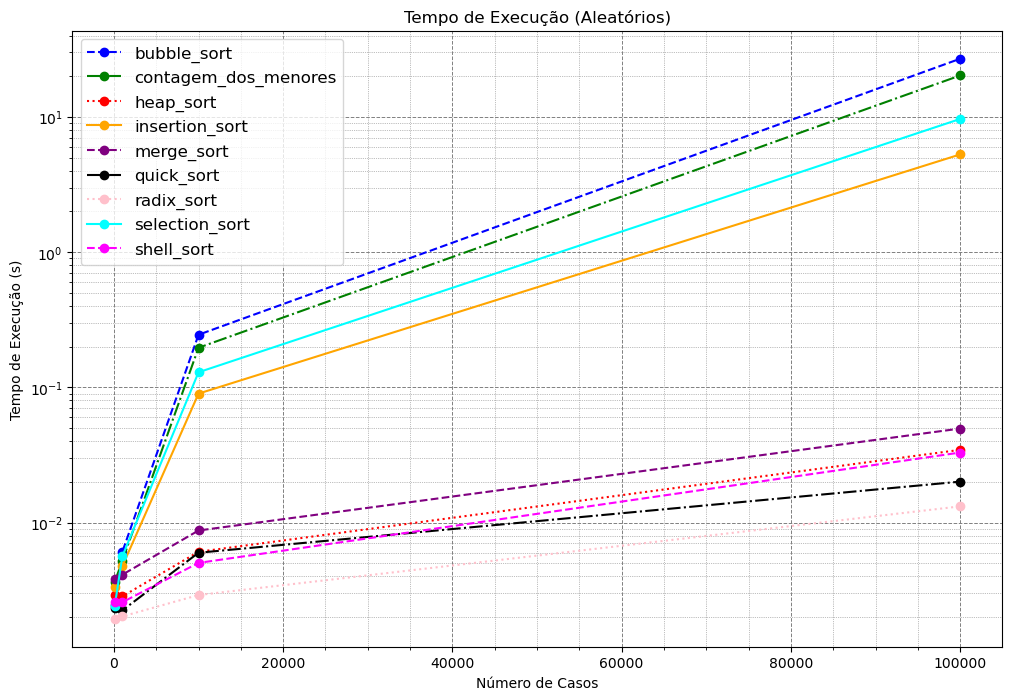 Tempo de Execução (Aleatórios)
bubble_sort
contagem_dos_menores
heap_sort
insertion_sort
merge_sort
quick_sort
radix_sort
selection_sort
shell_sort
Tempo de Execução (s)
10¹
10⁰
10⁻¹
10⁻²
0 20000 40000 60000 80000 100000
Número de Casos